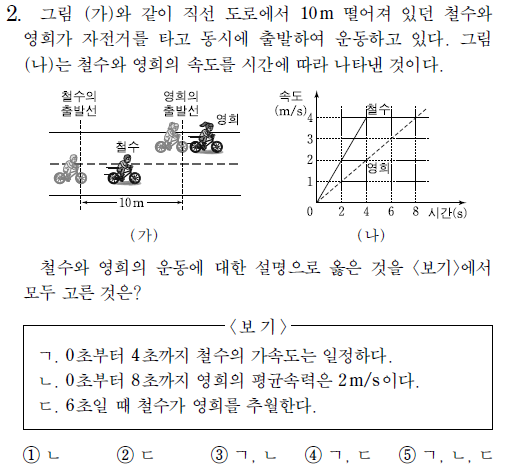 2. 그림 (가)와 같이 직선 도로에서 10m 떨어져 있던 철수와
영희가 자전거를 타고 동시에 출발하여 운동하고 있다. 그림
(나)는 철수와 영희의 속도를 시간에 따라 나타낸 것이다.
철수의
출발선
영희의
출발선
영희
철수
10m
(가)
속도
(m/s)
철수
4
3
2
영희
1
0 2 4 6 8 시간(s)
(나)
철수와 영희의 운동에 대한 설명으로 옳은 것을 〈보기〉에서
모두 고른 것은?
〈보 기〉
ㄱ. 0초부터 4초까지 철수의 가속도는 일정하다.
ㄴ. 0초부터 8초까지 영희의 평균속력은 2m/s이다.
ㄷ. 6초일 때 철수가 영희를 추월한다.
① ㄴ ② ㄷ ③ ㄱ, ㄴ ④ ㄱ, ㄷ ⑤ ㄱ, ㄴ, ㄷ